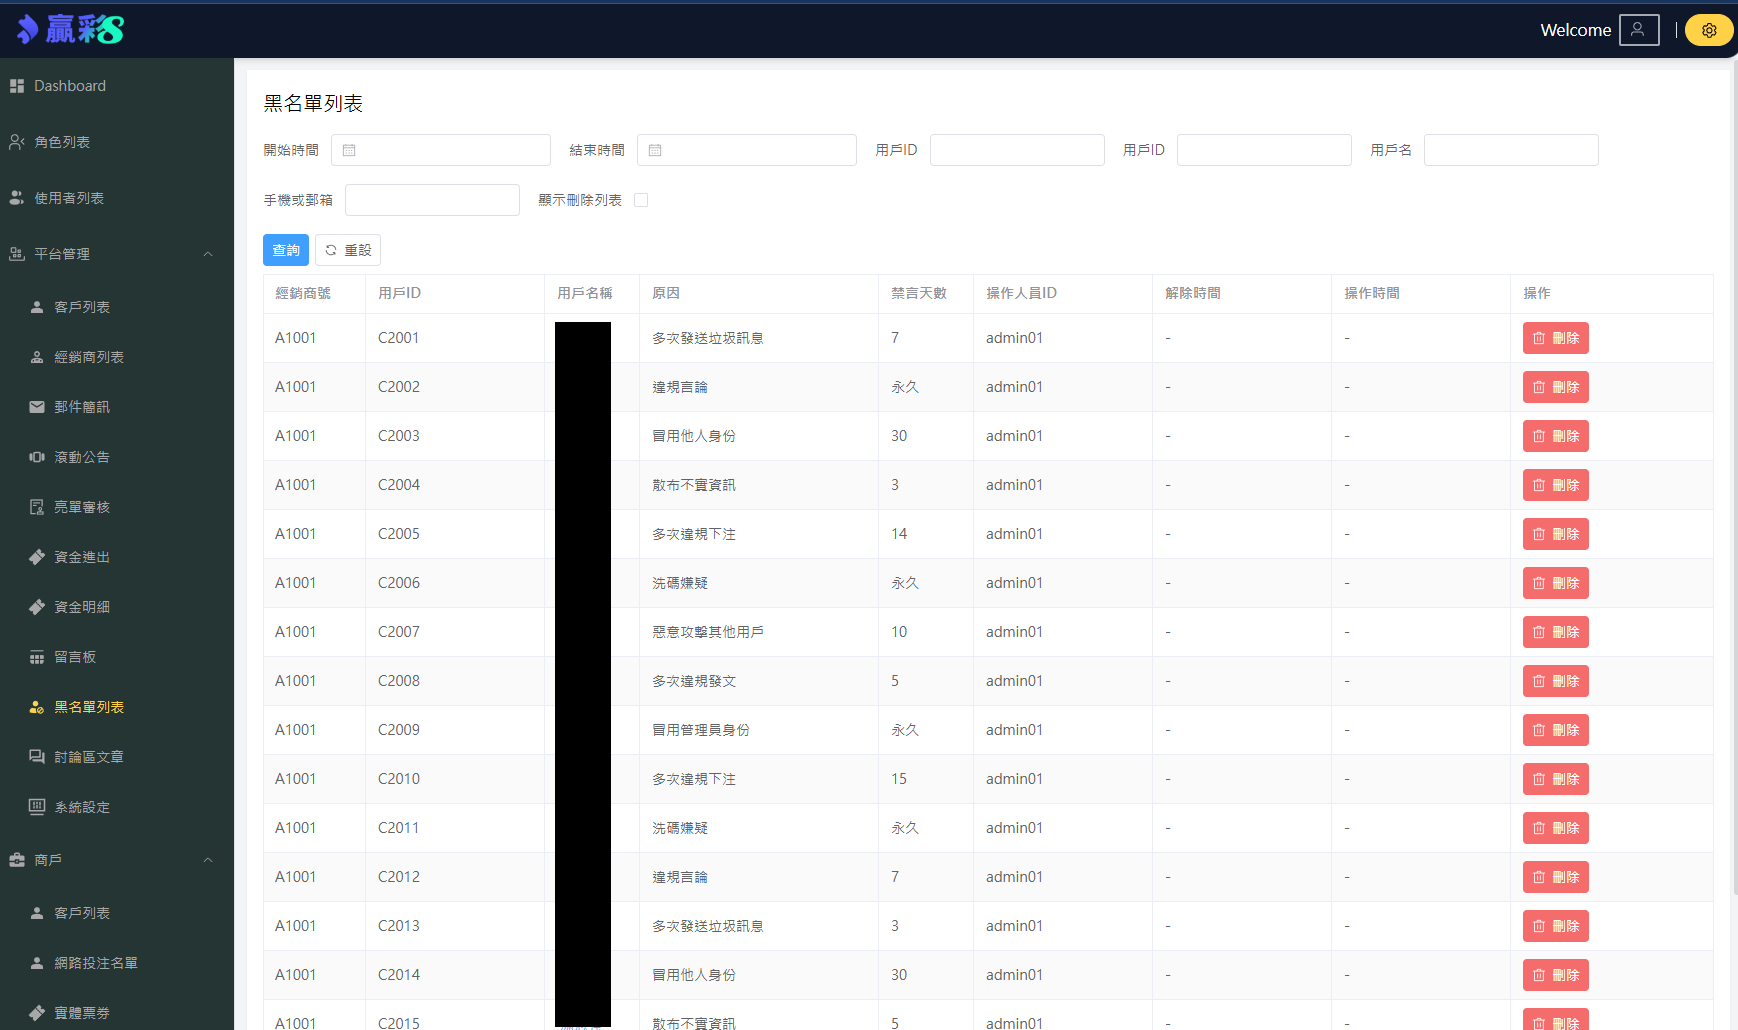 贏彩8
Welcome
Dashboard
角色列表
使用者列表
平台管理
客戶列表
經銷商列表
郵件簡訊
滾動公告
亮單審核
資金進出
資金明細
留言板
黑名單列表
討論區文章
系統設定
商戶
客戶列表
網路投注名單
實體票券
黑名單列表
開始時間 結束時間 用戶ID 用戶ID 用戶名
手機或郵箱 顯示刪除列表
查詢 重設
經銷商號 用戶ID 用戶名稱 原因 禁言天數 操作人員ID 解除時間 操作時間 操作
A1001 C2001 多次發送垃圾訊息 7 admin01 - - 刪除
A1001 C2002 違規言論 永久 admin01 - - 刪除
A1001 C2003 冒用他人身份 30 admin01 - - 刪除
A1001 C2004 散布不實資訊 3 admin01 - - 刪除
A1001 C2005 多次違規下注 14 admin01 - - 刪除
A1001 C2006 洗碼嫌疑 永久 admin01 - - 刪除
A1001 C2007 惡意攻擊其他用戶 10 admin01 - - 刪除
A1001 C2008 多次違規發文 5 admin01 - - 刪除
A1001 C2009 冒用管理員身份 永久 admin01 - - 刪除
A1001 C2010 多次違規下注 15 admin01 - - 刪除
A1001 C2011 洗碼嫌疑 永久 admin01 - - 刪除
A1001 C2012 違規言論 7 admin01 - - 刪除
A1001 C2013 多次發送垃圾訊息 3 admin01 - - 刪除
A1001 C2014 冒用他人身份 30 admin01 - - 刪除
A1001 C2015 散布不實資訊 5 admin01 - - 刪除